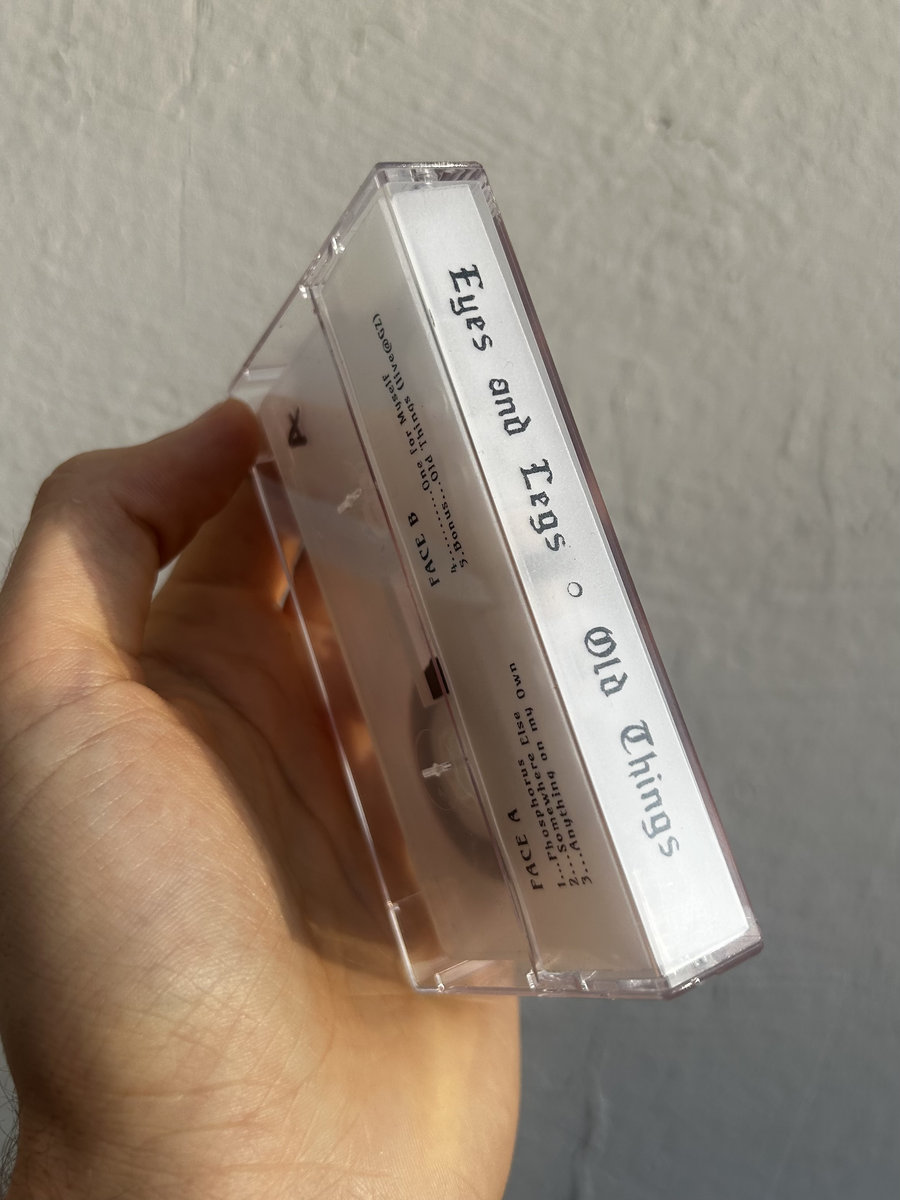 Eyes and Legs ○ Old Things
FACE A
1...Phosphorus Else
2...Somewhere on my Own
3...Anything
FACE B
4..........One For Myself
5.Bonus...Old Things (live@GZ)